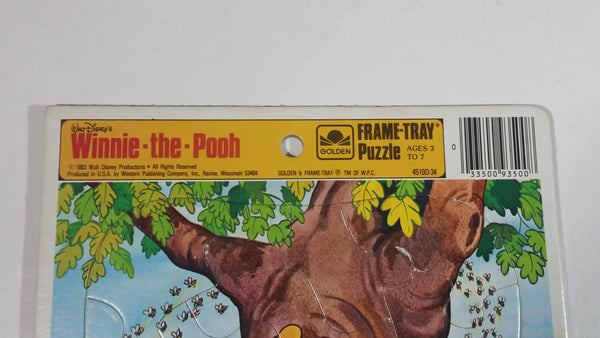 Walt Disney's
Winnie-the-Pooh
© 1983 Walt Disney Productions • All Rights Reserved
Produced in U.S.A. by Western Publishing Company, Inc., Racine, Wisconsin 53404
GOLDEN
GOLDEN & FRAME-TRAY ® TM OF W.P.C.
FRAME-TRAY®
Puzzle AGES 3 TO 7
4510D-34
0 33500 93500